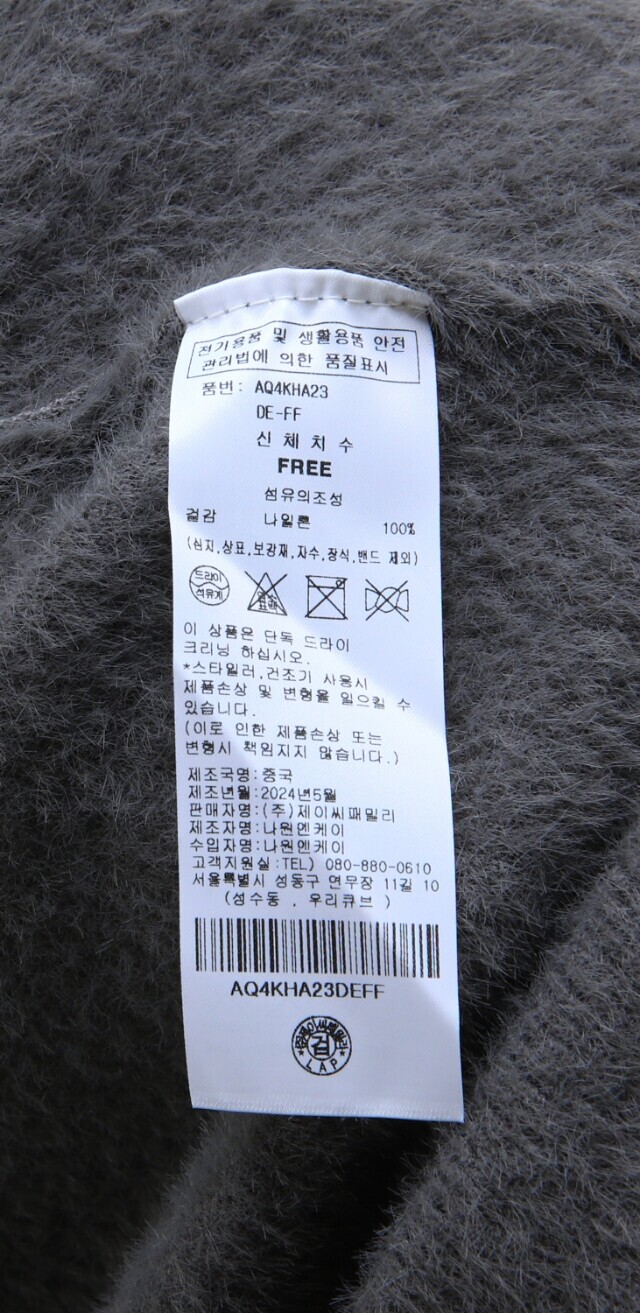 전기용품 및 생활용품 안전
관리법에 의한 품질표시
품번: AQ4KHA23
DE-FF
신 체 치 수
FREE
섬유의조성
겉감 나일론 100%
(심지,상표,보강재,자수,장식,밴드 제외)
드라이
석유계
염소
표백
이 상품은 단독 드라이
크리닝 하십시오.
*스타일러,건조기 사용시
제품손상 및 변형을 일으킬 수
있습니다.
(이로 인한 제품손상 또는
변형시 책임지지 않습니다.)
제조국명:중국
제조년월:2024년5월
판매자명:(주)제이씨패밀리
제조자명:나원엔케이
수입자명:나원엔케이
고객지원실:TEL) 080-880-0610
서울특별시 성동구 연무장 11길 10
(성수동 , 우리큐브 )
AQ4KHA23DEFF
검
LAP